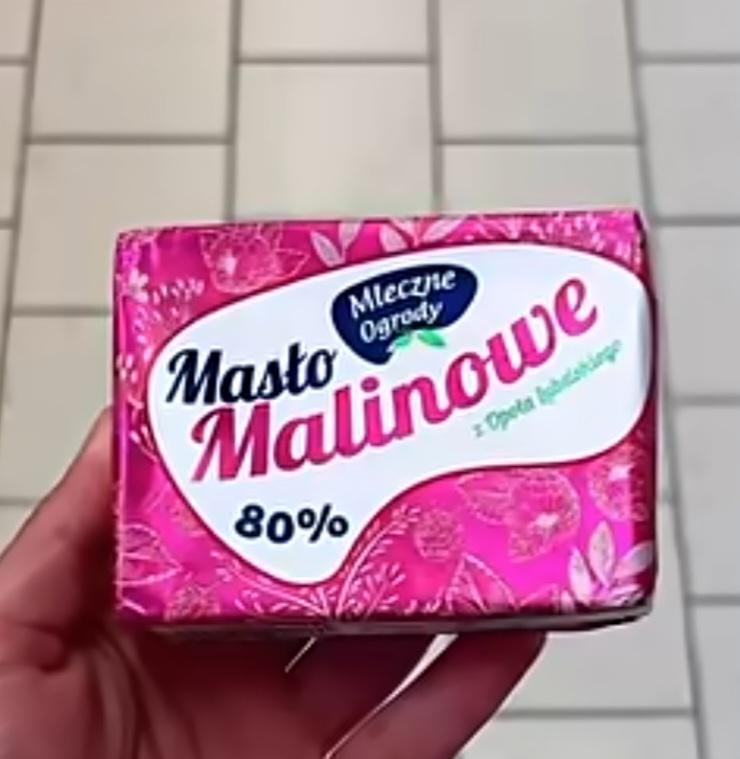 Mleczne
Ogrody
Masło
Malinowe
z Opola Lubelskiego
80%